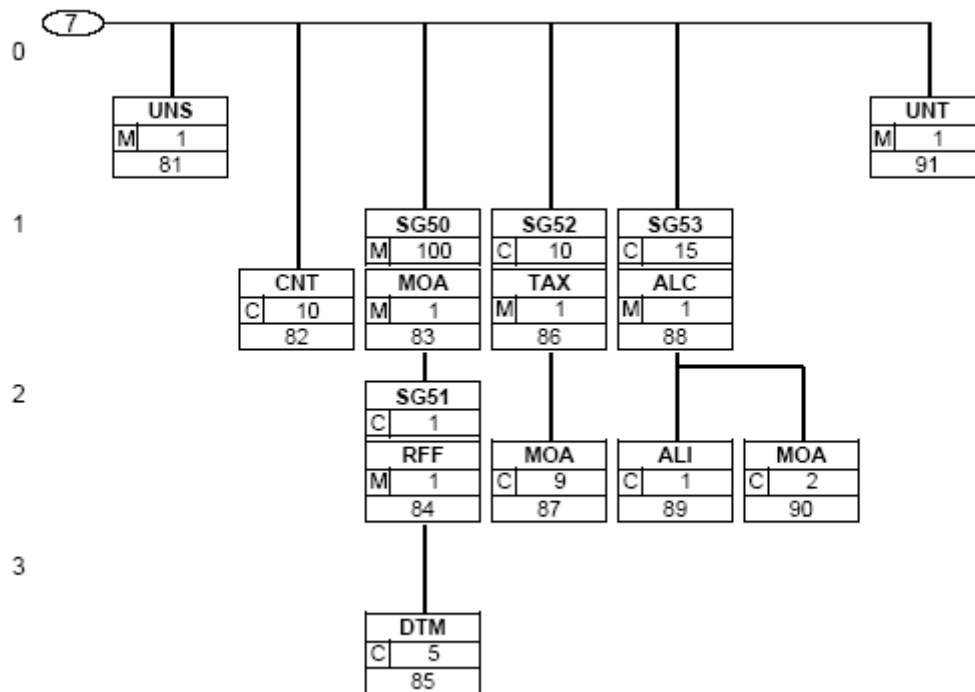 7
0
UNS
M 1
81
UNT
M 1
91
1
SG50
M 100
MOA
M 1
83
SG52
C 10
TAX
M 1
86
SG53
C 15
ALC
M 1
88
CNT
C 10
82
2
SG51
C 1
RFF
M 1
84
MOA
C 9
87
ALI
C 1
89
MOA
C 2
90
3
DTM
C 5
85